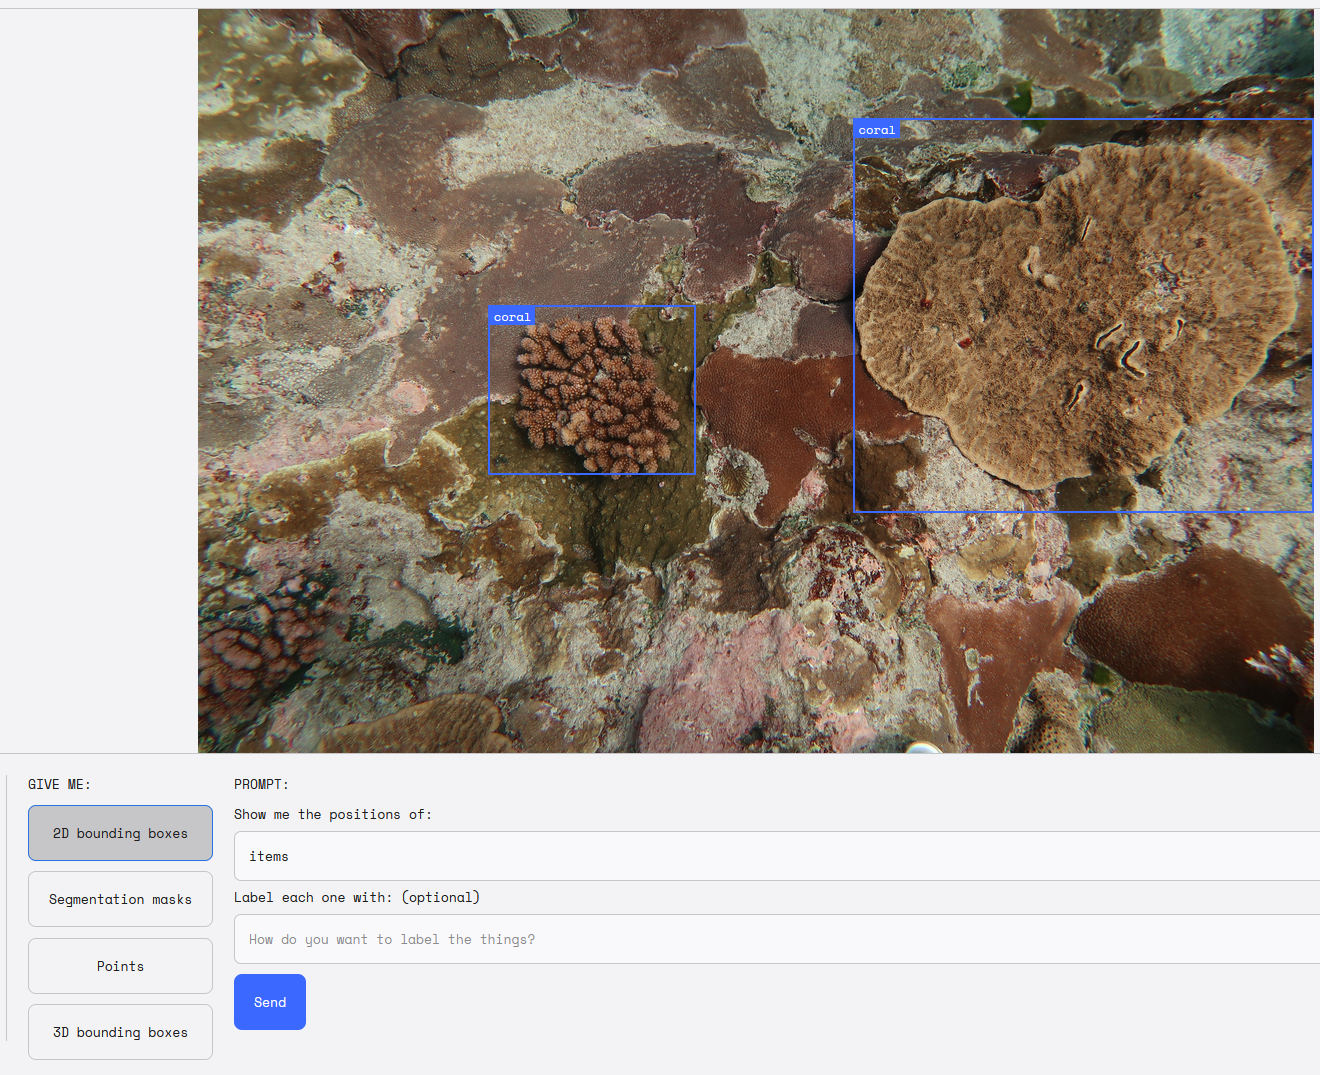 coral
coral
GIVE ME:
2D bounding boxes
Segmentation masks
Points
3D bounding boxes
PROMPT:
Show me the positions of:
items
Label each one with: (optional)
How do you want to label the things?
Send